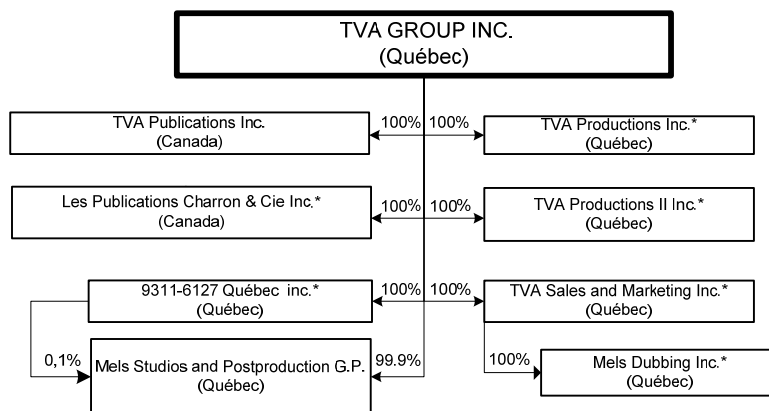 TVA GROUP INC.
(Québec)
TVA Publications Inc.
(Canada)
100%
100%
TVA Productions Inc.*
(Québec)
Les Publications Charron & Cie Inc.*
(Canada)
100%
100%
TVA Productions II Inc.*
(Québec)
9311-6127 Québec inc.*
(Québec)
100%
100%
TVA Sales and Marketing Inc.*
(Québec)
0,1%
Mels Studios and Postproduction G.P.
(Québec)
99.9%
100%
Mels Dubbing Inc.*
(Québec)